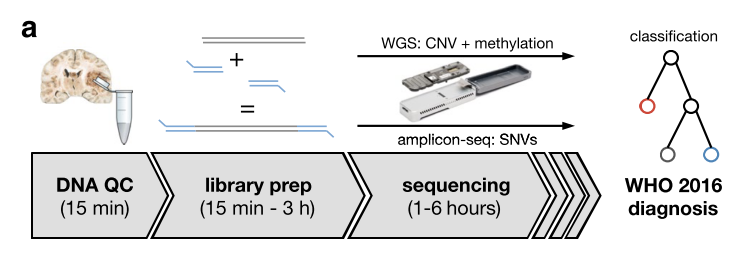 a
WGS: CNV + methylation
classification
+
=
amplicon-seq: SNVs
DNA QC
(15 min)
library prep
(15 min - 3 h)
sequencing
(1-6 hours)
WHO 2016
diagnosis